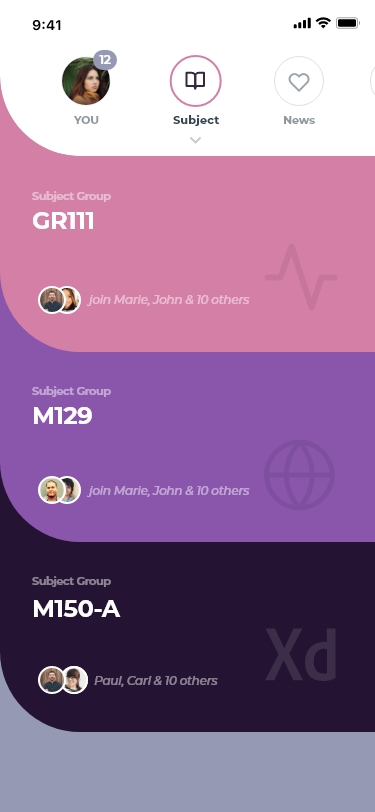 9:41
12
YOU
Subject
News
Subject Group
GR111
join Marie, John & 10 others
Subject Group
M129
join Marie, John & 10 others
Subject Group
M150-A
Xd
Paul, Carl & 10 others